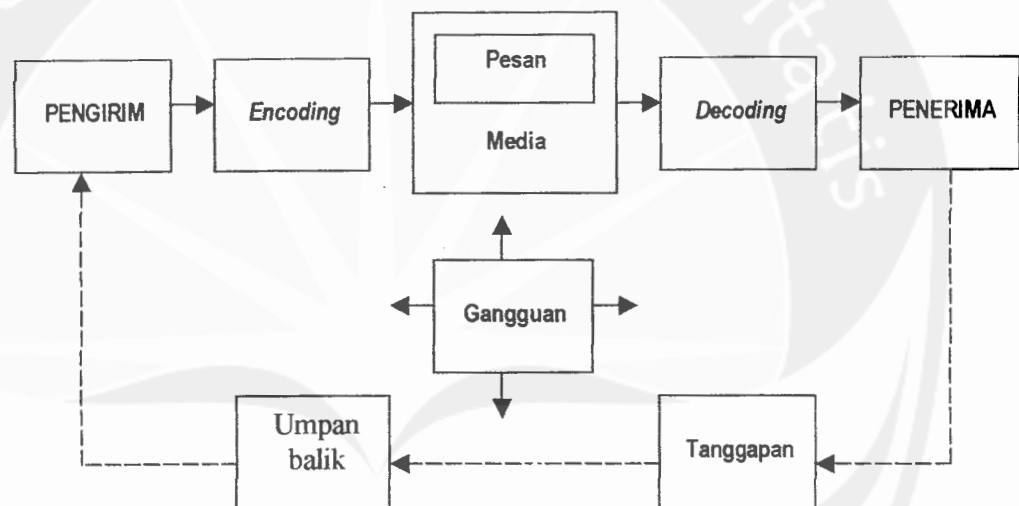 PENGIRIM
Encoding
Pesan
Media
Decoding
PENERIMA
Gangguan
Umpan
balik
Tanggapan